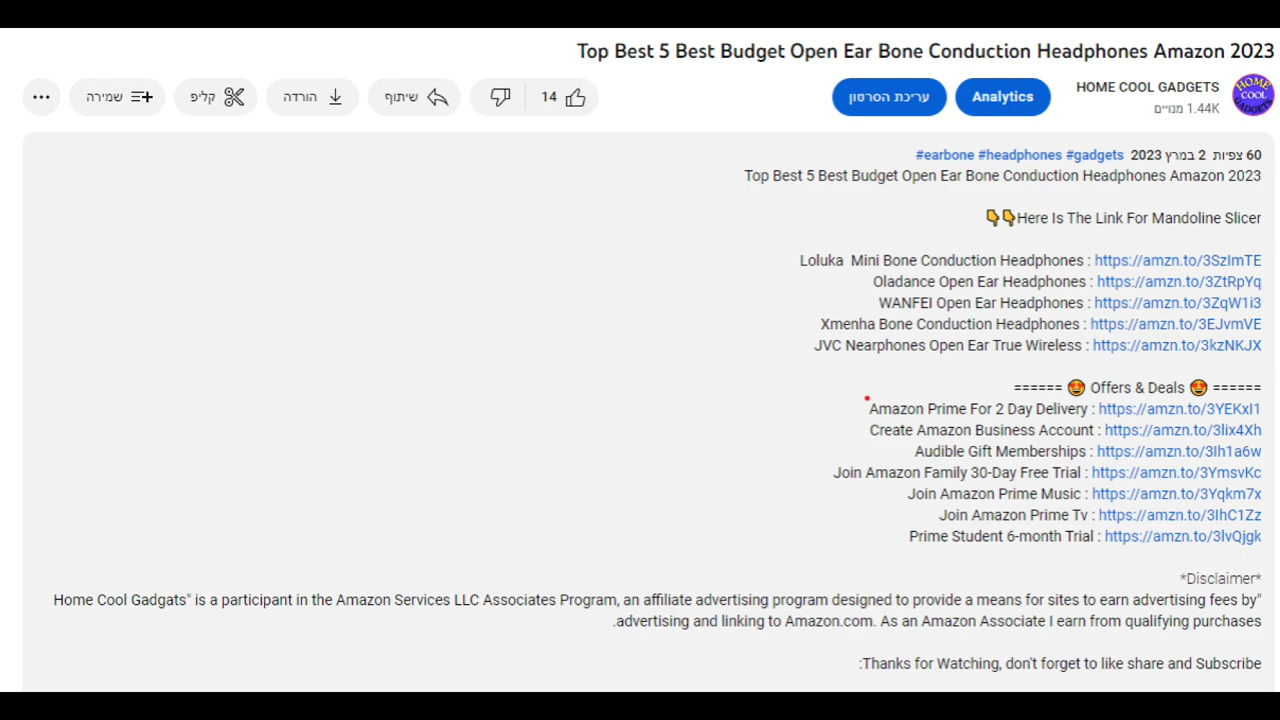 Top Best 5 Best Budget Open Ear Bone Conduction Headphones Amazon 2023
HOME COOL GADGETS
1.44K מנויים
HOME COOL GADGETS
Analytics
עריכת הסרטון
14
שיתוף
הורדה
קליפ
שמירה
60 צפיות 2 במרץ 2023 #earbone #headphones #gadgets
Top Best 5 Best Budget Open Ear Bone Conduction Headphones Amazon 2023
👇👇Here Is The Link For Mandoline Slicer
Loluka Mini Bone Conduction Headphones : https://amzn.to/3SzImTE
Oladance Open Ear Headphones : https://amzn.to/3ZtRpYq
WANFEI Open Ear Headphones : https://amzn.to/3ZqW1i3
Xmenha Bone Conduction Headphones : https://amzn.to/3EJvmVE
JVC Nearphones Open Ear True Wireless : https://amzn.to/3kzNKJX
====== 🤩 Offers & Deals 🤩 ======
Amazon Prime For 2 Day Delivery : https://amzn.to/3YEKxI1
Create Amazon Business Account : https://amzn.to/3lix4Xh
Audible Gift Memberships : https://amzn.to/3Ih1a6w
Join Amazon Family 30-Day Free Trial : https://amzn.to/3YmsvKc
Join Amazon Prime Music : https://amzn.to/3Yqkm7x
Join Amazon Prime Tv : https://amzn.to/3IhC1Zz
Prime Student 6-month Trial : https://amzn.to/3lvQjgk
*Disclaimer*
"Home Cool Gadgats" is a participant in the Amazon Services LLC Associates Program, an affiliate advertising program designed to provide a means for sites to earn advertising fees by
advertising and linking to Amazon.com. As an Amazon Associate I earn from qualifying purchases.
Thanks for Watching, don't forget to like share and Subscribe: